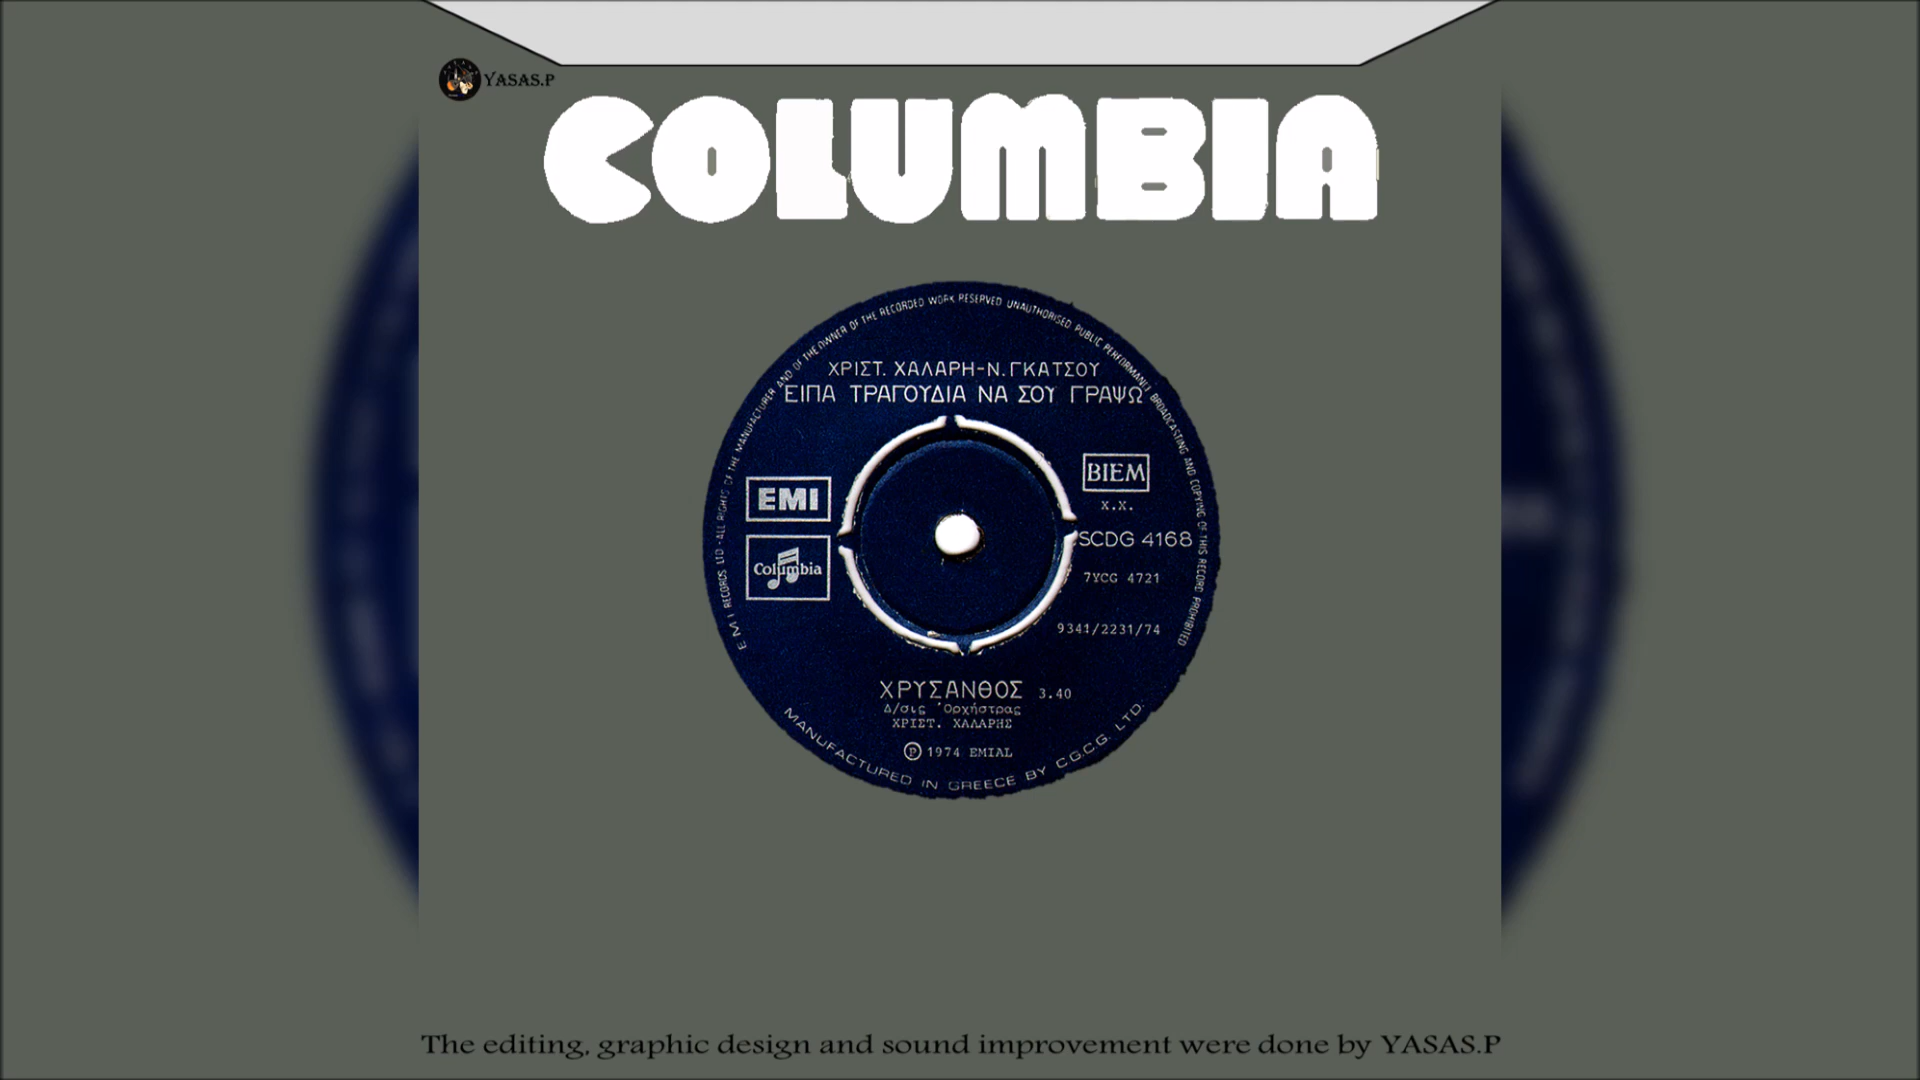 YASAS.P
COLUMBIA
E M I RECORDS LTD - ALL RIGHTS OF THE MANUFACTURER AND OF THE OWNER OF THE RECORDED WORK RESERVED UNAUTHORISED PUBLIC PERFORMANCE BROADCASTING AND COPYING OF THIS RECORD PROHIBITED
ΧΡΙΣΤ. ΧΑΛΑΡΗ-Ν. ΓΚΑΤΣΟΥ
ΕΙΠΑ ΤΡΑΓΟΥΔΙΑ ΝΑ ΣΟΥ ΓΡΑΨΩ
EMI
Columbia
BIEM
X.X.
SCDG 4168
7YCG 4721
9341/2231/74
ΧΡΥΣΑΝΘΟΣ 3.40
Δ/σις Ὀρχήστρας
ΧΡΙΣΤ. ΧΑΛΑΡΗΣ
℗ 1974 EMIAL
MANUFACTURED IN GREECE BY C.G.C.G. LTD.
The editing, graphic design and sound improvement were done by YASAS.P